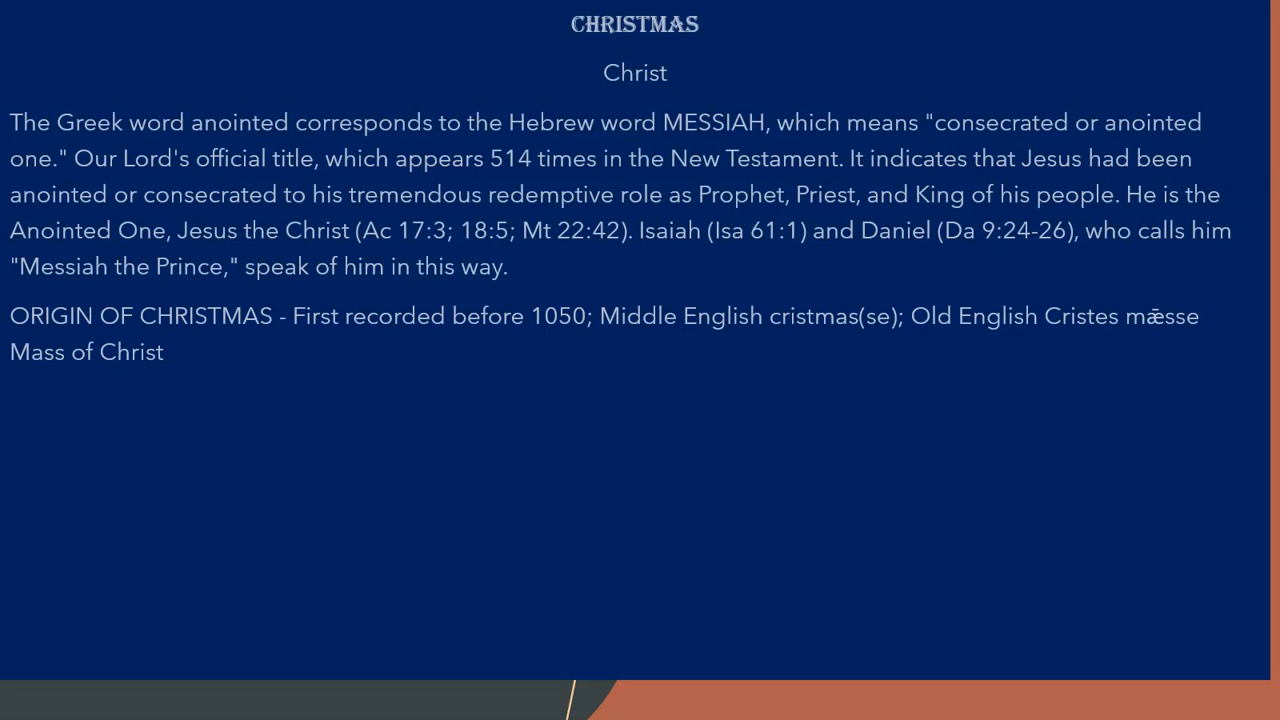 CHRISTMAS
Christ
The Greek word anointed corresponds to the Hebrew word MESSIAH, which means "consecrated or anointed
one." Our Lord's official title, which appears 514 times in the New Testament. It indicates that Jesus had been
anointed or consecrated to his tremendous redemptive role as Prophet, Priest, and King of his people. He is the
Anointed One, Jesus the Christ (Ac 17:3; 18:5; Mt 22:42). Isaiah (Isa 61:1) and Daniel (Da 9:24-26), who calls him
"Messiah the Prince," speak of him in this way.
ORIGIN OF CHRISTMAS - First recorded before 1050; Middle English cristmas(se); Old English Cristes mǣsse
Mass of Christ